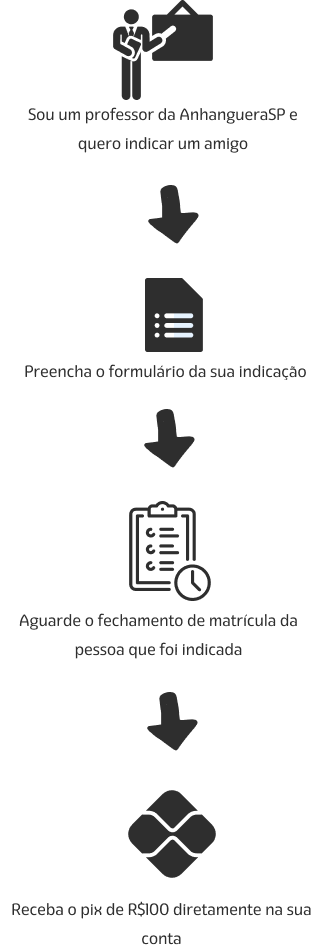 Sou um professor da AnhangueraSP e
quero indicar um amigo
Preencha o formulário da sua indicação
Aguarde o fechamento de matrícula da
pessoa que foi indicada
Receba o pix de R$100 diretamente na sua
conta